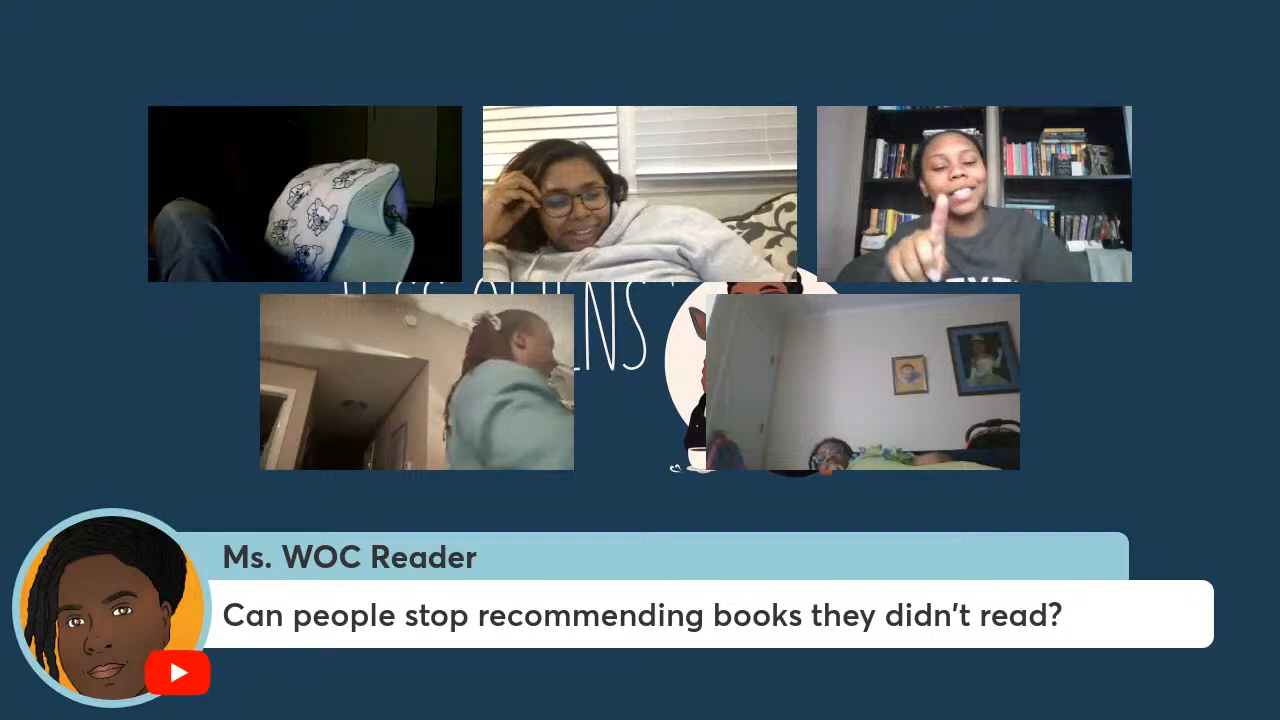 Ms. WOC Reader
Can people stop recommending books they didn't read?